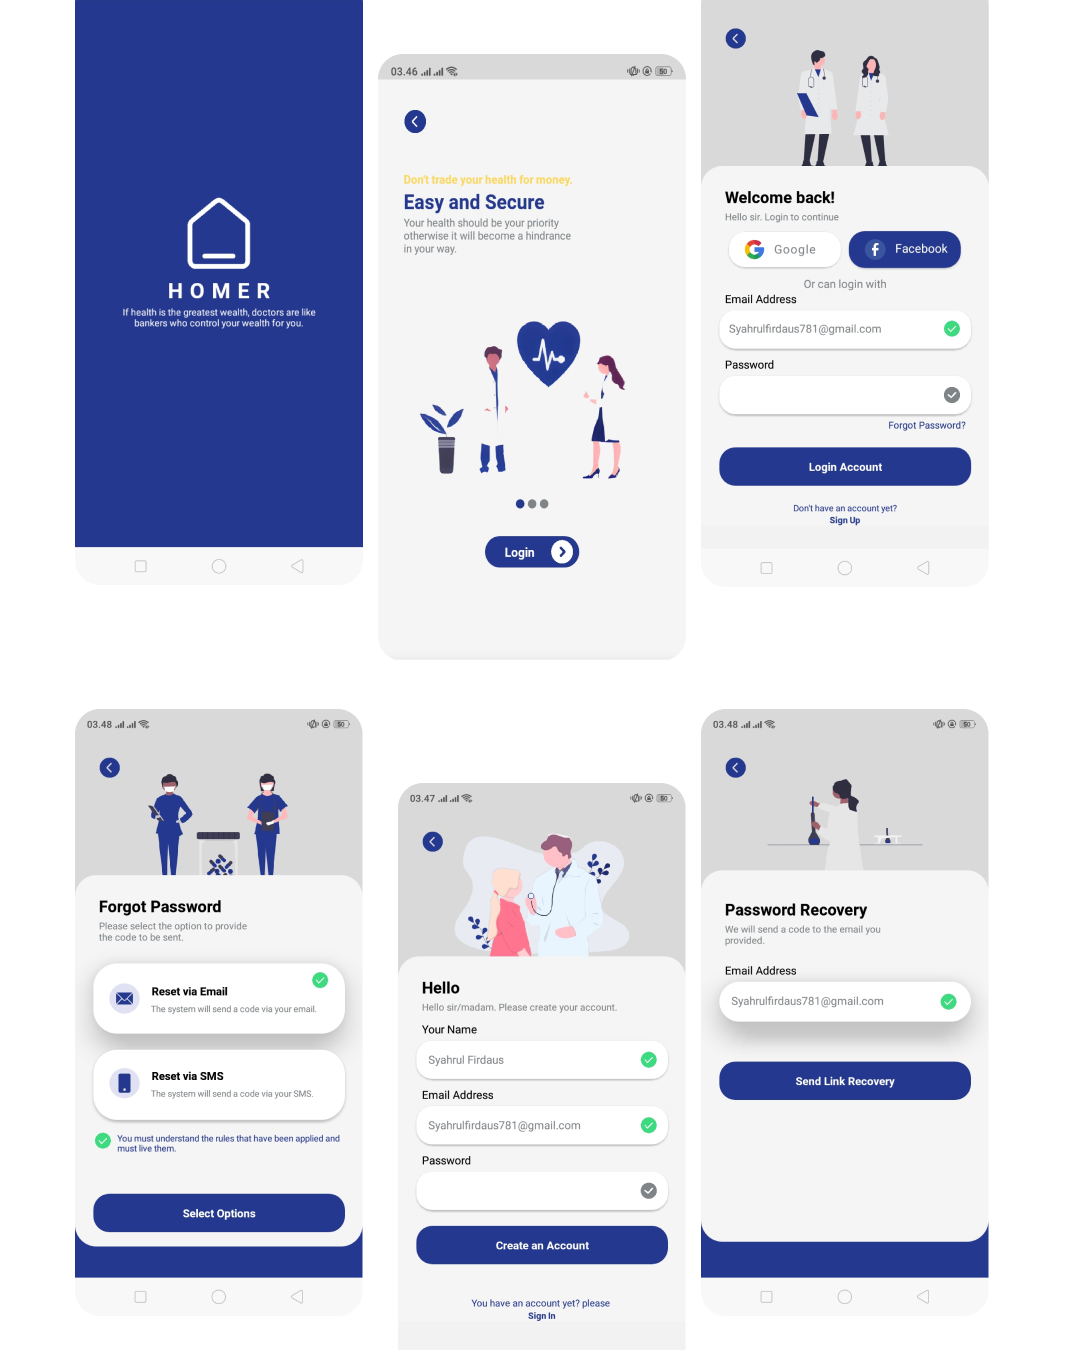 HOMER
If health is the greatest wealth, doctors are like
bankers who control your wealth for you.
03.46
50
Don't trade your health for money.
Easy and Secure
Your health should be your priority
otherwise it will become a hindrance
in your way.
Login
Welcome back!
Hello sir. Login to continue
Google
Facebook
Or can login with
Email Address
Syahrulfirdaus781@gmail.com
Password
Forgot Password?
Login Account
Don't have an account yet?
Sign Up
03.48
50
Forgot Password
Please select the option to provide
the code to be sent.
Reset via Email
The system will send a code via your email.
Reset via SMS
The system will send a code via your SMS.
You must understand the rules that have been applied and
must live them.
Select Options
03.47
50
Hello
Hello sir/madam. Please create your account.
Your Name
Syahrul Firdaus
Email Address
Syahrulfirdaus781@gmail.com
Password
Create an Account
You have an account yet? please
Sign In
03.48
50
Password Recovery
We will send a code to the email you
provided.
Email Address
Syahrulfirdaus781@gmail.com
Send Link Recovery